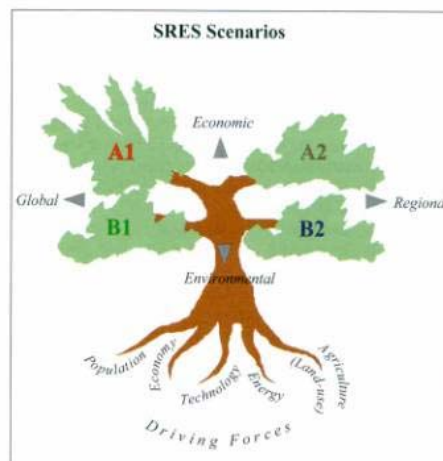 SRES Scenarios
Economic
A1
A2
Global
Regional
B1
B2
Environmental
Population
Economy
Technology
Energy
Agriculture
(Land-use)
Driving Forces